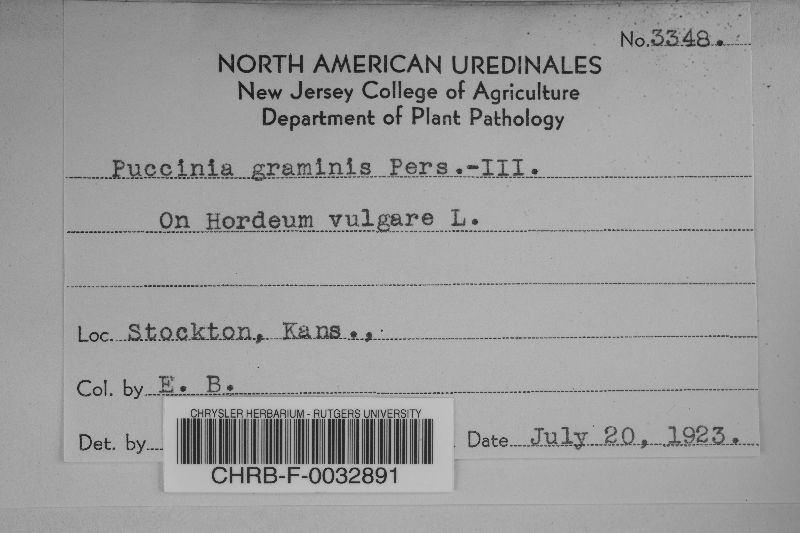 No. 3348.
NORTH AMERICAN UREDINALES
New Jersey College of Agriculture
Department of Plant Pathology
Puccinia graminis Pers.-III.
On Hordeum vulgare L.
Loc. Stockton, Kans.,
Col. by E. B.
Det. by
Date July 20, 1923.
CHRYSLER HERBARIUM - RUTGERS UNIVERSITY
CHRB-F-0032891